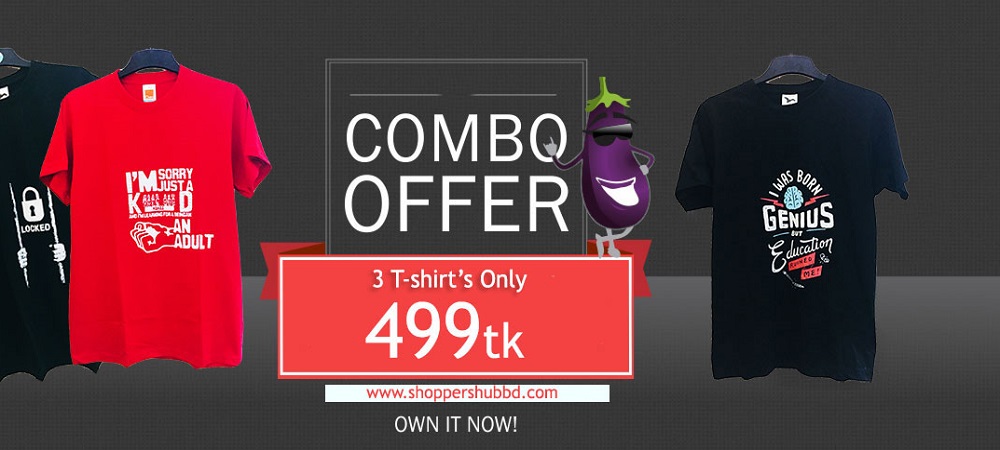 LOCKED
I'M SORRY
JUST A
K D
AN
ADULT
COMBO
OFFER
3 T-shirt's Only
499tk
www.shoppershubbd.com
OWN IT NOW!
I WAS BORN
GENIUS
BUT
Education
RUINED
ME!